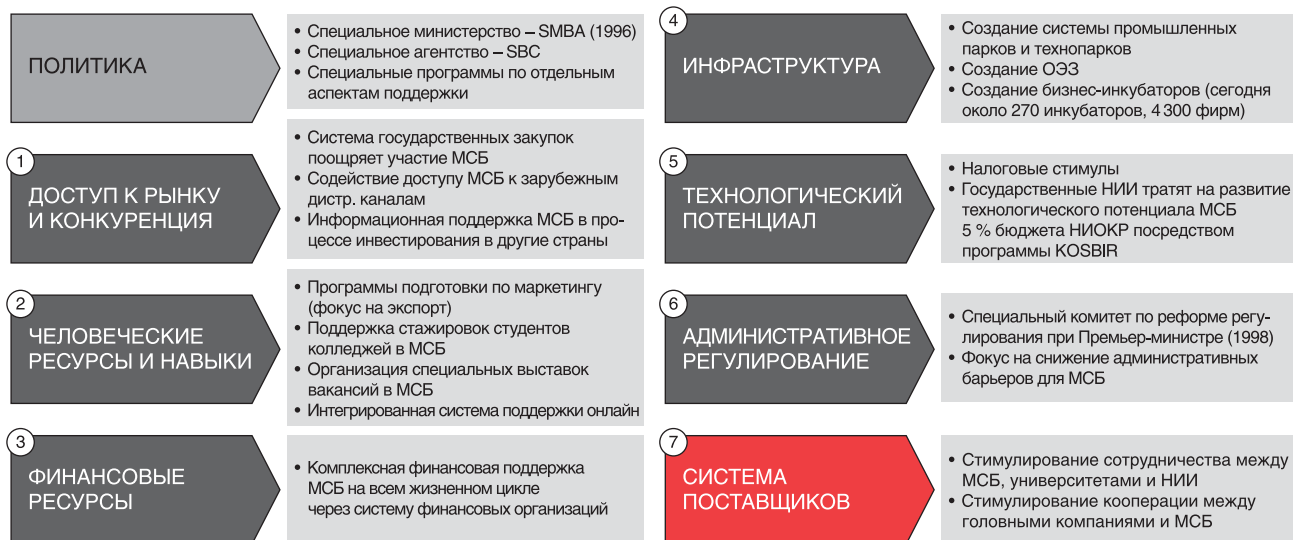 ПОЛИТИКА
• Специальное министерство – SMBA (1996)
• Специальное агентство – SBC
• Специальные программы по отдельным
аспектам поддержки
1
ДОСТУП К РЫНКУ
И КОНКУРЕНЦИЯ
• Система государственных закупок
поощряет участие МСБ
• Содействие доступу МСБ к зарубежным
дистр. каналам
• Информационная поддержка МСБ в про-
цессе инвестирования в другие страны
2
ЧЕЛОВЕЧЕСКИЕ
РЕСУРСЫ И НАВЫКИ
• Программы подготовки по маркетингу
(фокус на экспорт)
• Поддержка стажировок студентов
колледжей в МСБ
• Организация специальных выставок
вакансий в МСБ
• Интегрированная система поддержки онлайн
3
ФИНАНСОВЫЕ
РЕСУРСЫ
• Комплексная финансовая поддержка
МСБ на всем жизненном цикле
через систему финансовых организаций
4
ИНФРАСТРУКТУРА
• Создание системы промышленных
парков и технопарков
• Создание ОЭЗ
• Создание бизнес-инкубаторов (сегодня
около 270 инкубаторов, 4 300 фирм)
5
ТЕХНОЛОГИЧЕСКИЙ
ПОТЕНЦИАЛ
• Налоговые стимулы
• Государственные НИИ тратят на развитие
технологического потенциала МСБ
5 % бюджета НИОКР посредством
программы KOSBIR
6
АДМИНИСТРАТИВНОЕ
РЕГУЛИРОВАНИЕ
• Специальный комитет по реформе регу-
лирования при Премьер-министре (1998)
• Фокус на снижение административных
барьеров для МСБ
7
СИСТЕМА
ПОСТАВЩИКОВ
• Стимулирование сотрудничества между
МСБ, университетами и НИИ
• Стимулирование кооперации между
головными компаниями и МСБ